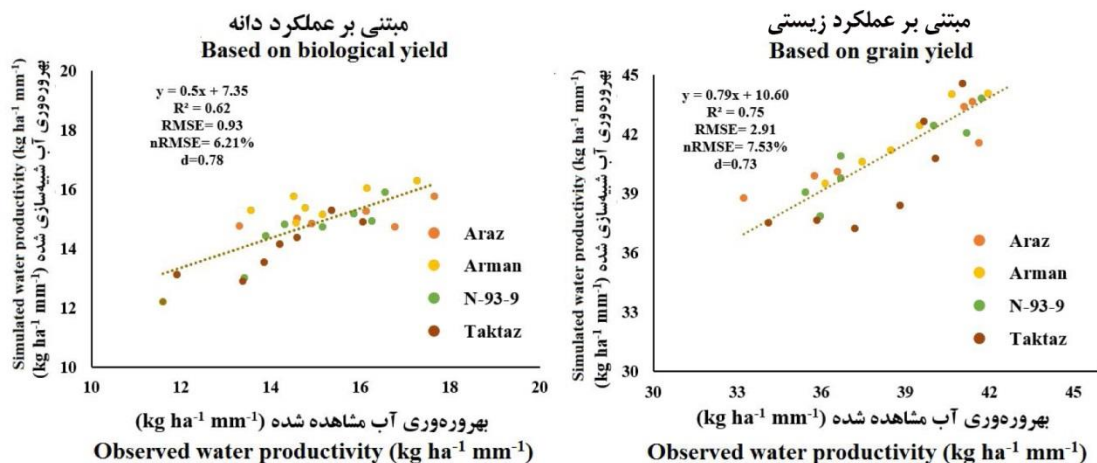 مبتنی بر عملکرد دانه
Based on biological yield
Simulated water productivity (kg ha⁻¹ mm⁻¹)
بهره‌وری آب شبیه‌سازی شده (kg ha⁻¹ mm⁻¹)
20
18
16
14
12
10
y = 0.5x + 7.35
R² = 0.62
RMSE= 0.93
nRMSE= 6.21%
d=0.78
Araz
Arman
N-93-9
Taktaz
10 12 14 16 18 20
بهروره‌وری آب مشاهده شده (kg ha⁻¹ mm⁻¹)
Observed water productivity (kg ha⁻¹ mm⁻¹)
مبتنی بر عملکرد زیستی
Based on grain yield
Simulated water productivity (kg ha⁻¹ mm⁻¹)
بهروره‌وری آب شبیه‌سازی شده (kg ha⁻¹ mm⁻¹)
45
42
39
36
33
30
y = 0.79x + 10.60
R² = 0.75
RMSE= 2.91
nRMSE= 7.53%
d=0.73
Araz
Arman
N-93-9
Taktaz
30 33 36 39 42 45
بهروره‌وری آب مشاهده شده (kg ha⁻¹ mm⁻¹)
Observed water productivity (kg ha⁻¹ mm⁻¹)